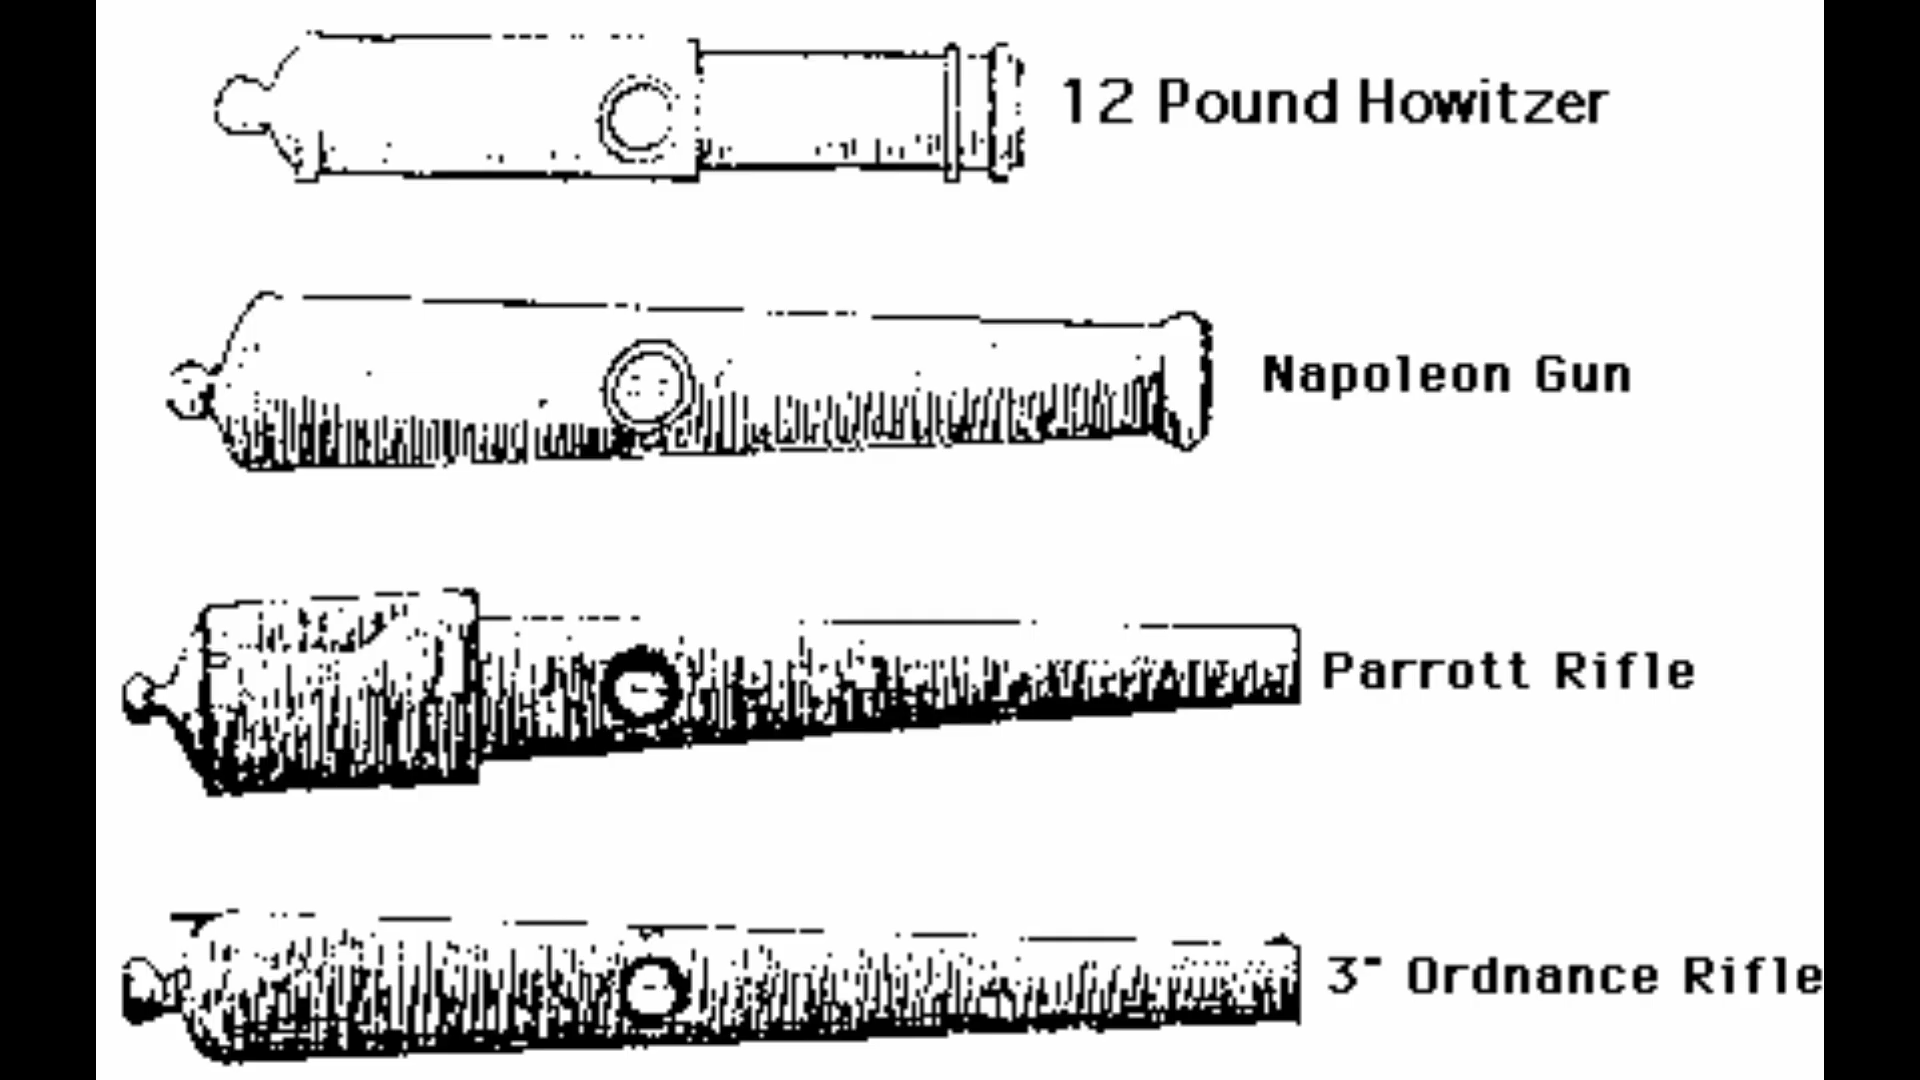 12 Pound Howitzer
Napoleon Gun
Parrott Rifle
3" Ordnance Rifle